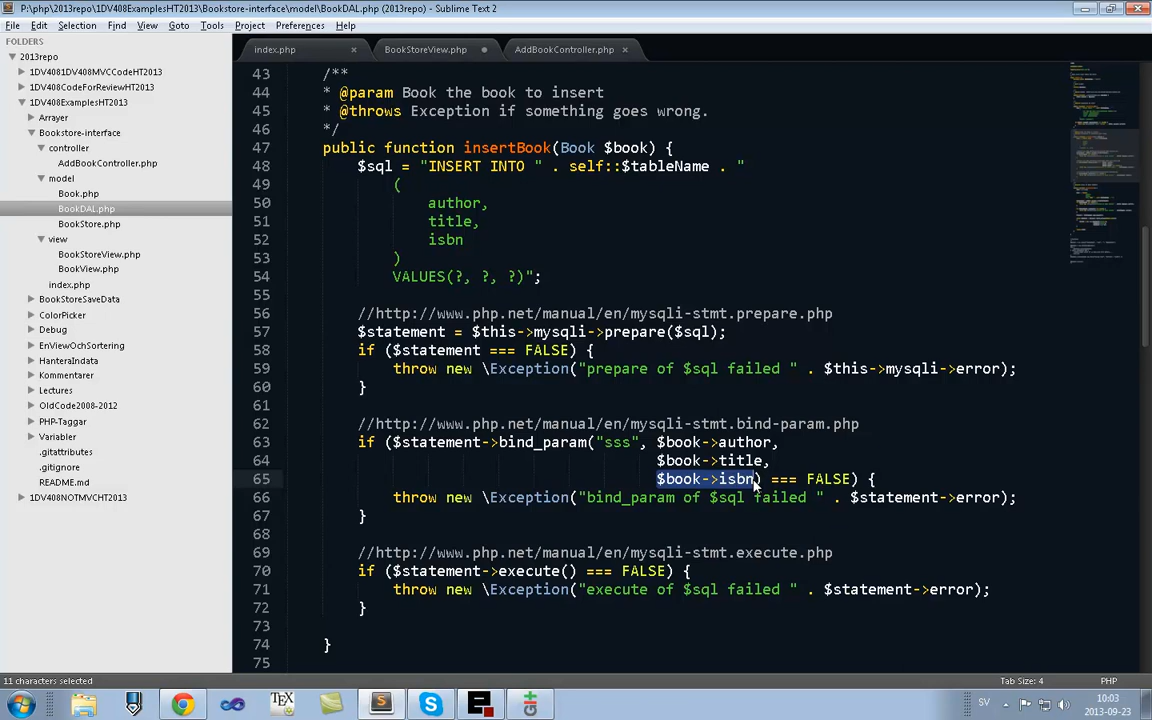 P:\php\2013repo\1DV408ExamplesHT2013\Bookstore-interface\model\BookDAL.php (2013repo) - Sublime Text 2
File Edit Selection Find View Goto Tools Project Preferences Help
FOLDERS
2013repo
1DV4081DV408MVCCodeHT2013
1DV408CodeForReviewHT2013
1DV408ExamplesHT2013
Arrayer
Bookstore-interface
controller
AddBookController.php
model
Book.php
BookDAL.php
BookStore.php
view
BookStoreView.php
BookView.php
index.php
BookStoreSaveData
ColorPicker
Debug
EnViewOchSortering
HanteraIndata
Kommentarer
Lectures
OldCode2008-2012
PHP-Taggar
Variabler
.gitattributes
.gitignore
README.md
1DV408NOTMVCHT2013
index.php BookStoreView.php AddBookController.php
43 /**
44 * @param Book the book to insert
45 * @throws Exception if something goes wrong.
46 */
47 public function insertBook(Book $book) {
48 $sql = "INSERT INTO " . self::$tableName . "
49 (
50 author,
51 title,
52 isbn
53 )
54 VALUES(?, ?, ?)";
55
56 //http://www.php.net/manual/en/mysqli-stmt.prepare.php
57 $statement = $this->mysqli->prepare($sql);
58 if ($statement === FALSE) {
59 throw new \Exception("prepare of $sql failed " . $this->mysqli->error);
60 }
61
62 //http://www.php.net/manual/en/mysqli-stmt.bind-param.php
63 if ($statement->bind_param("sss", $book->author,
64 $book->title,
65 $book->isbn) === FALSE) {
66 throw new \Exception("bind_param of $sql failed " . $statement->error);
67 }
68
69 //http://www.php.net/manual/en/mysqli-stmt.execute.php
70 if ($statement->execute() === FALSE) {
71 throw new \Exception("execute of $sql failed " . $statement->error);
72 }
73
74 }
75
11 characters selected Tab Size: 4 PHP
SV 10:03
2013-09-23